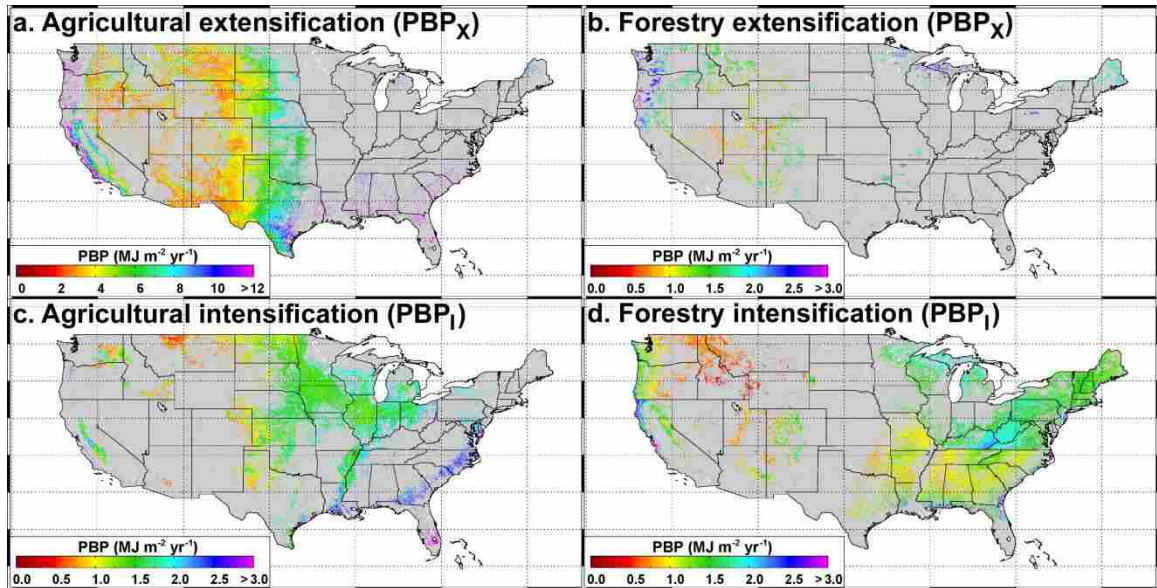 a. Agricultural extensification (PBPX)
PBP (MJ m⁻² yr⁻¹)
0 2 4 6 8 10 >12
b. Forestry extensification (PBPX)
PBP (MJ m⁻² yr⁻¹)
0.0 0.5 1.0 1.5 2.0 2.5 >3.0
c. Agricultural intensification (PBPI)
PBP (MJ m⁻² yr⁻¹)
0.0 0.5 1.0 1.5 2.0 2.5 >3.0
d. Forestry intensification (PBPI)
PBP (MJ m⁻² yr⁻¹)
0.0 0.5 1.0 1.5 2.0 2.5 >3.0